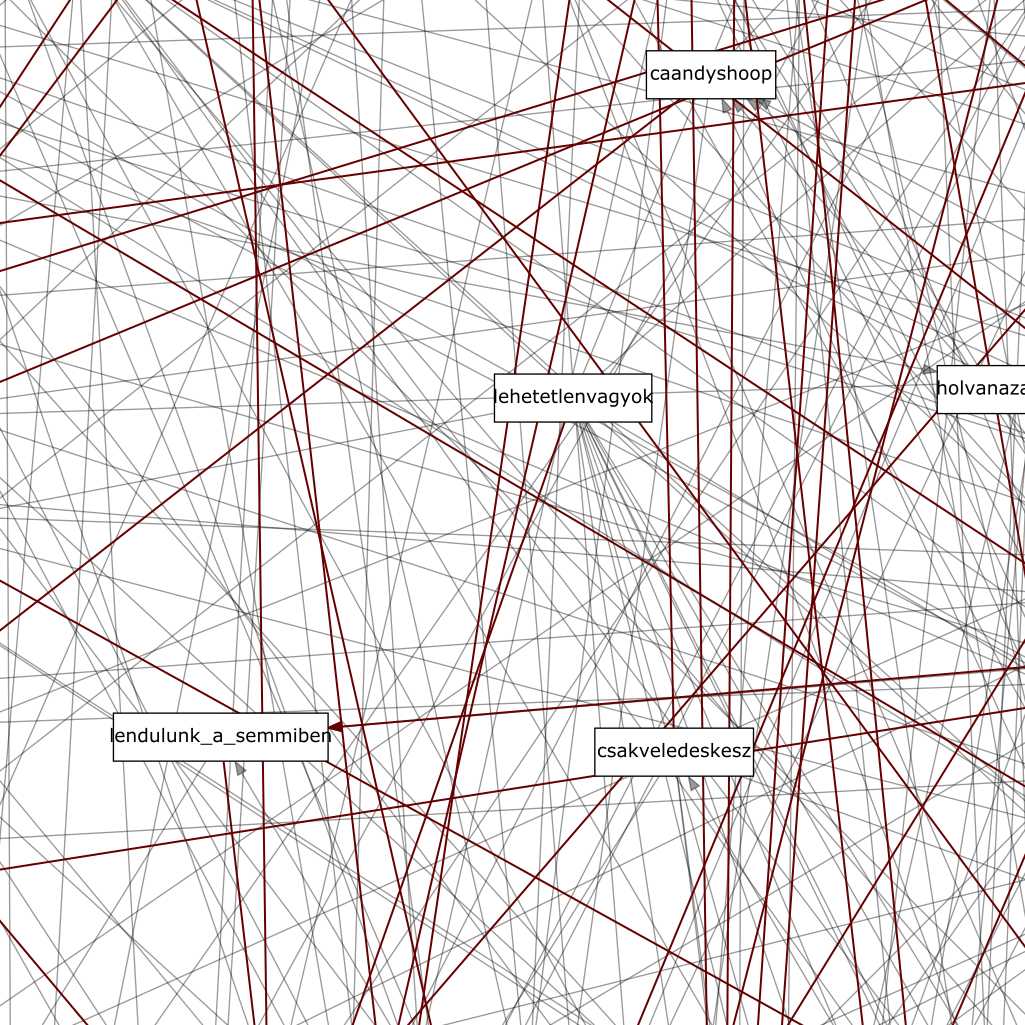 caandyshoop
lehetetlenvagyok
holvanaza
lendulunk_a_semmiben
csakveledeskesz